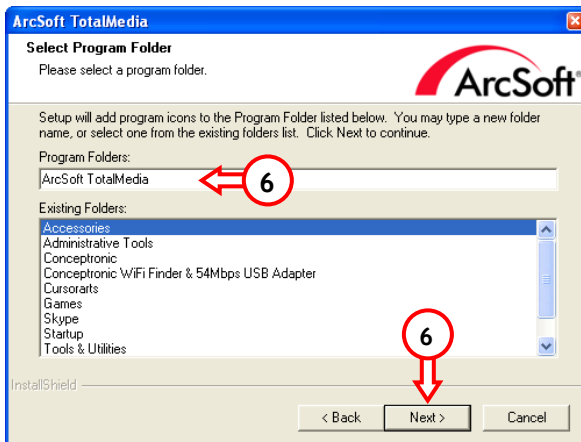 ArcSoft TotalMedia
Select Program Folder
Please select a program folder.
ArcSoft®
Setup will add program icons to the Program Folder listed below. You may type a new folder
name, or select one from the existing folders list. Click Next to continue.
Program Folders:
ArcSoft TotalMedia
6
Existing Folders:
Accessories
Administrative Tools
Conceptronic
Conceptronic WiFi Finder & 54Mbps USB Adapter
Cursorarts
Games
Skype
Startup
Tools & Utilities
6
InstallShield
< Back Next > Cancel